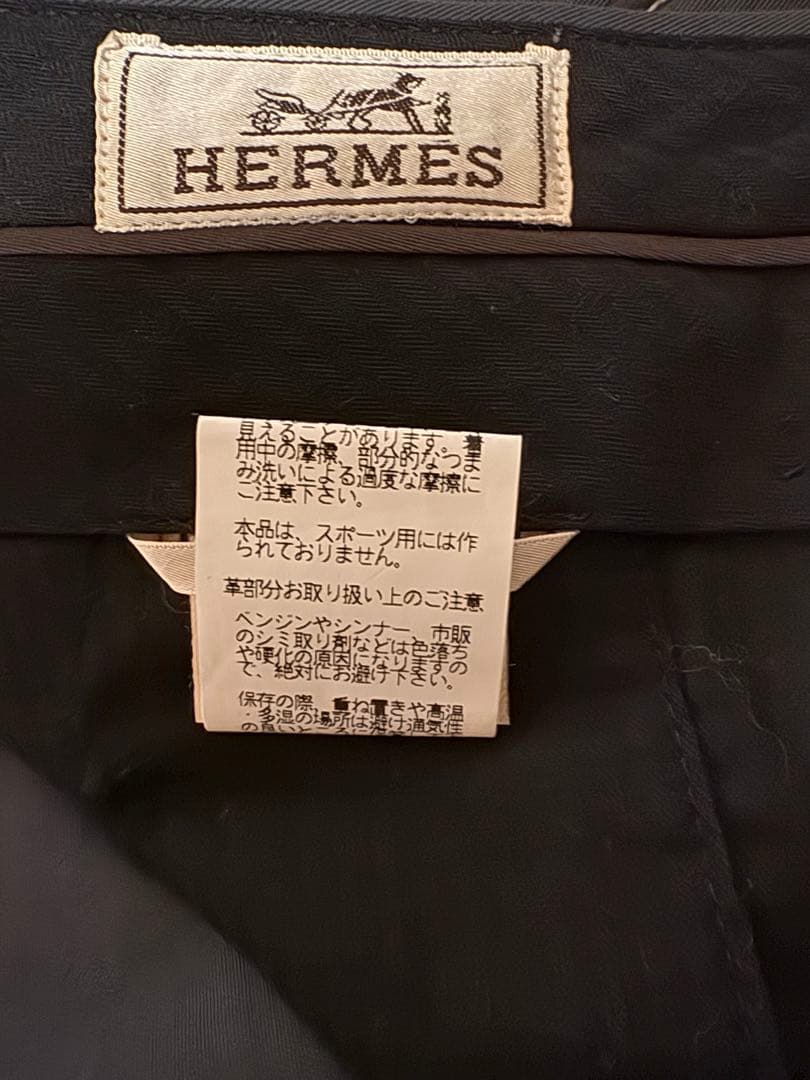 HERMES
見えることがあります。着
用中の摩擦、部分的なつま
み洗いによる過度な摩擦に
ご注意下さい。
本品は、スポーツ用には作
られておりません。
革部分お取り扱い上のご注意
ベンジンやシンナー 市販
のシミ取り剤などは色落ち
や硬化の原因になりますの
で、絶対にお避け下さい。
保存の際、重ね置きや高温
・多湿の場所は避け通気性
の良いところに